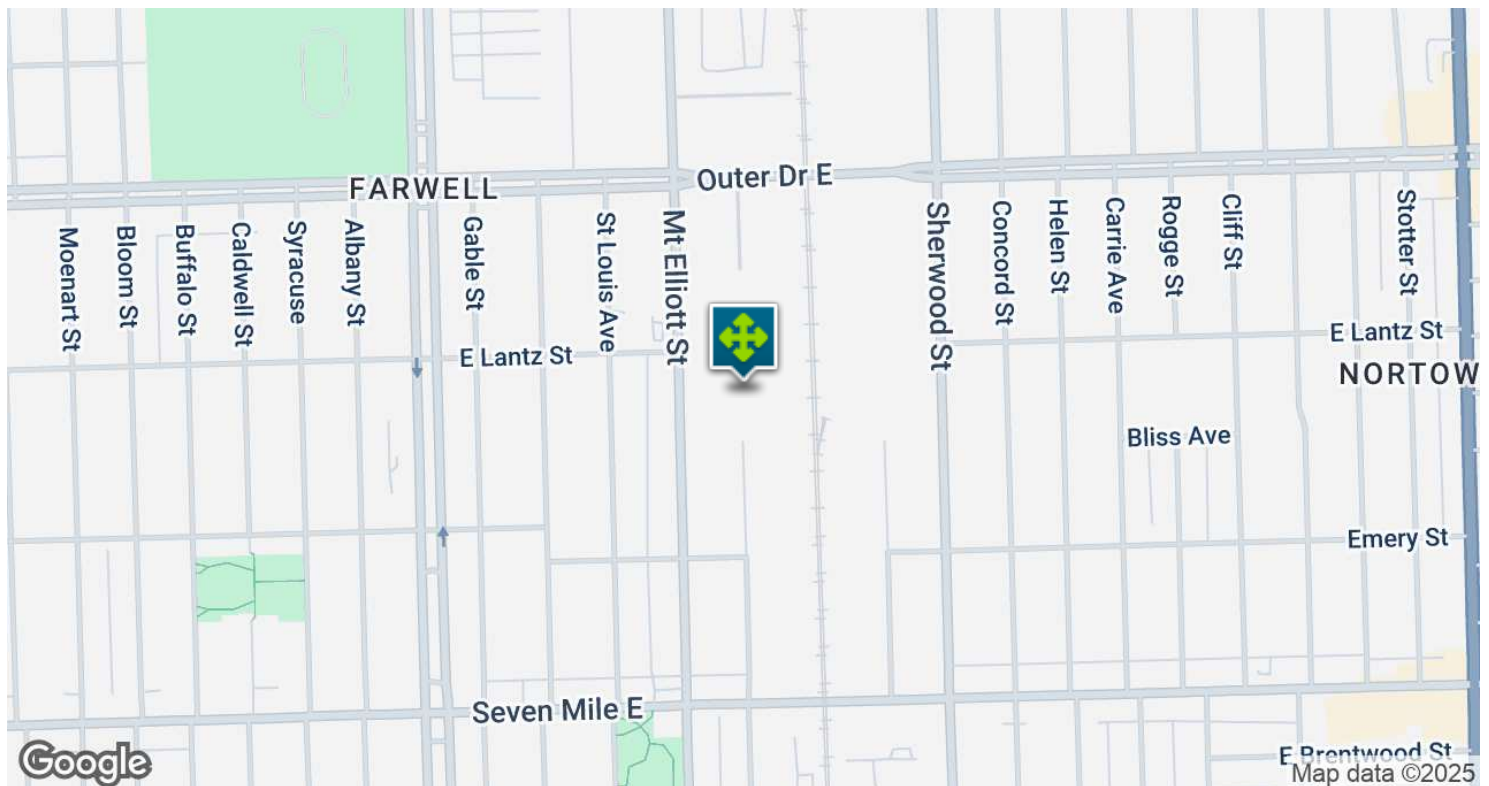 Outer Dr E
FARWELL
Moenart St
Bloom St
Buffalo St
Caldwell St
Syracuse
Albany St
Gable St
St Louis Ave
Mt Elliott St
Sherwood St
Concord St
Helen St
Carrie Ave
Rogge St
Cliff St
Stotter St
E Lantz St
E Lantz St
NORTOW
Bliss Ave
Emery St
Seven Mile E
E Brentwood St
Google
Map data ©2025